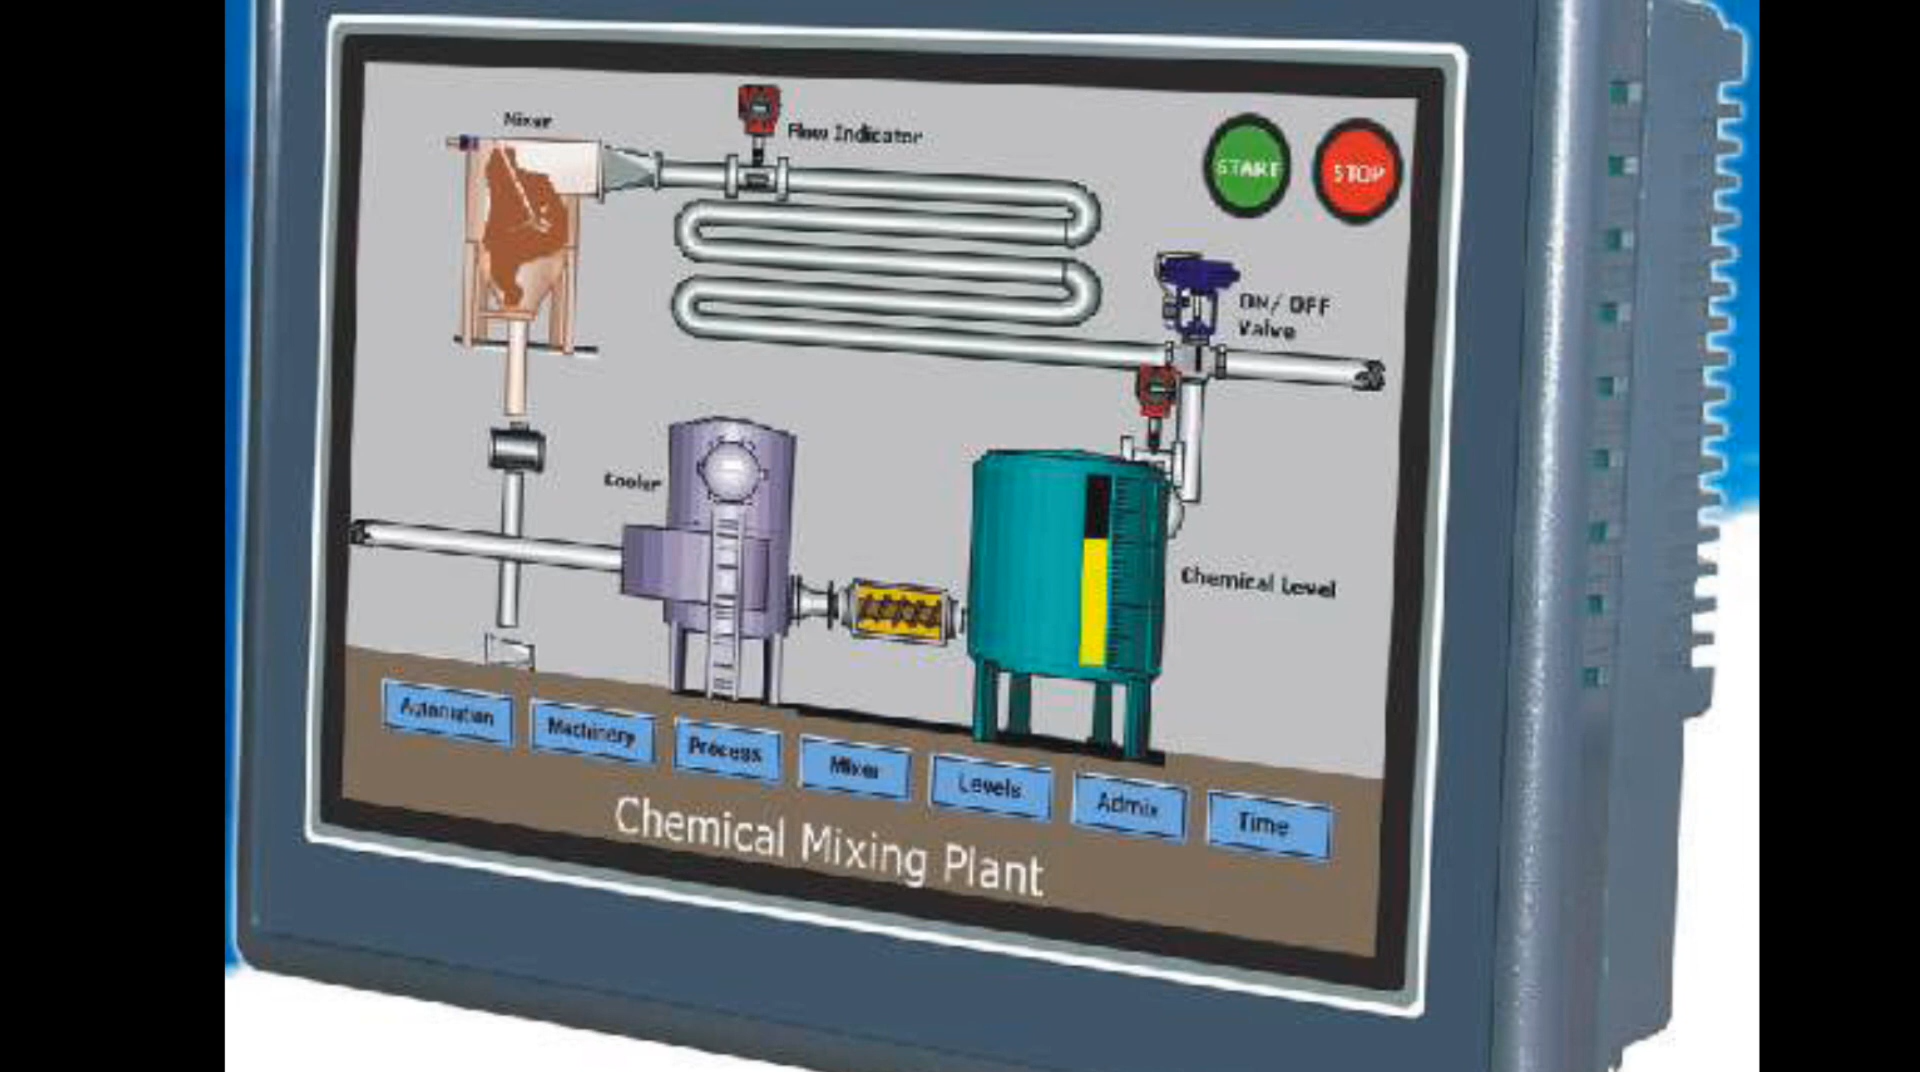 Mixer
Flow Indicator
START
STOP
ON/ OFF
Valve
Cooler
Chemical Level
Automation
Machinery
Process
Mixer
Levels
Admix
Time
Chemical Mixing Plant